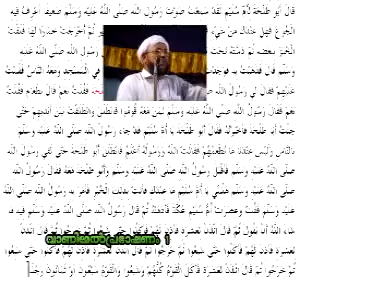 قال أبو طلحة لأم سليم لقد سمعت صوت رسول الله صلى الله عليه وسلم ضعيفا أعرف فيه
الجوع فهل عندك من شيء ثم أخرجت خمارا لها فلفت
الخبز ببعضه ثم دسته تحت رسول الله صلى الله عليه
وسلم قال فذهبت به فوجدت في المسجد ومعه الناس فقمت
عليهم فقال لي رسول الله طلحة فقلت نعم قال بطعام فقلت
نعم فقال رسول الله صلى الله عليه وسلم لمن معه قوموا فانطلق وانطلقت بين أيديهم حتى
جئت أبا طلحة فأخبرته فقال أبو طلحة يا أم سليم قد جاء رسول الله صلى الله عليه وسلم
بالناس وليس عندنا ما نطعمهم فقالت الله ورسوله أعلم فانطلق أبو طلحة حتى لقي رسول الله
صلى الله عليه وسلم فأقبل رسول الله صلى الله عليه وسلم وأبو طلحة معه فقال رسول الله
صلى الله عليه وسلم هلمي يا أم سليم ما عندك فأتت بذلك الخبز فأمر به رسول الله صلى الله
عليه وسلم ففت وعصرت أم سليم عكة فأدمته ثم قال رسول الله صلى الله عليه وسلم فيه ما
شاء الله أن يقول ثم قال ائذن لعشرة فأذن لهم فأكلوا حتى شبعوا ثم خرجوا ثم قال ائذن
لعشرة فأذن لهم فأكلوا حتى شبعوا ثم خرجوا ثم قال ائذن لعشرة فأذن لهم فأكلوا حتى شبعوا
വാണിമേൽ പ്രഭാഷണം 1
ثم خرجوا ثم قال ائذن لعشرة فأكل القوم كلهم وشبعوا والقوم سبعون أو ثمانون رجلا